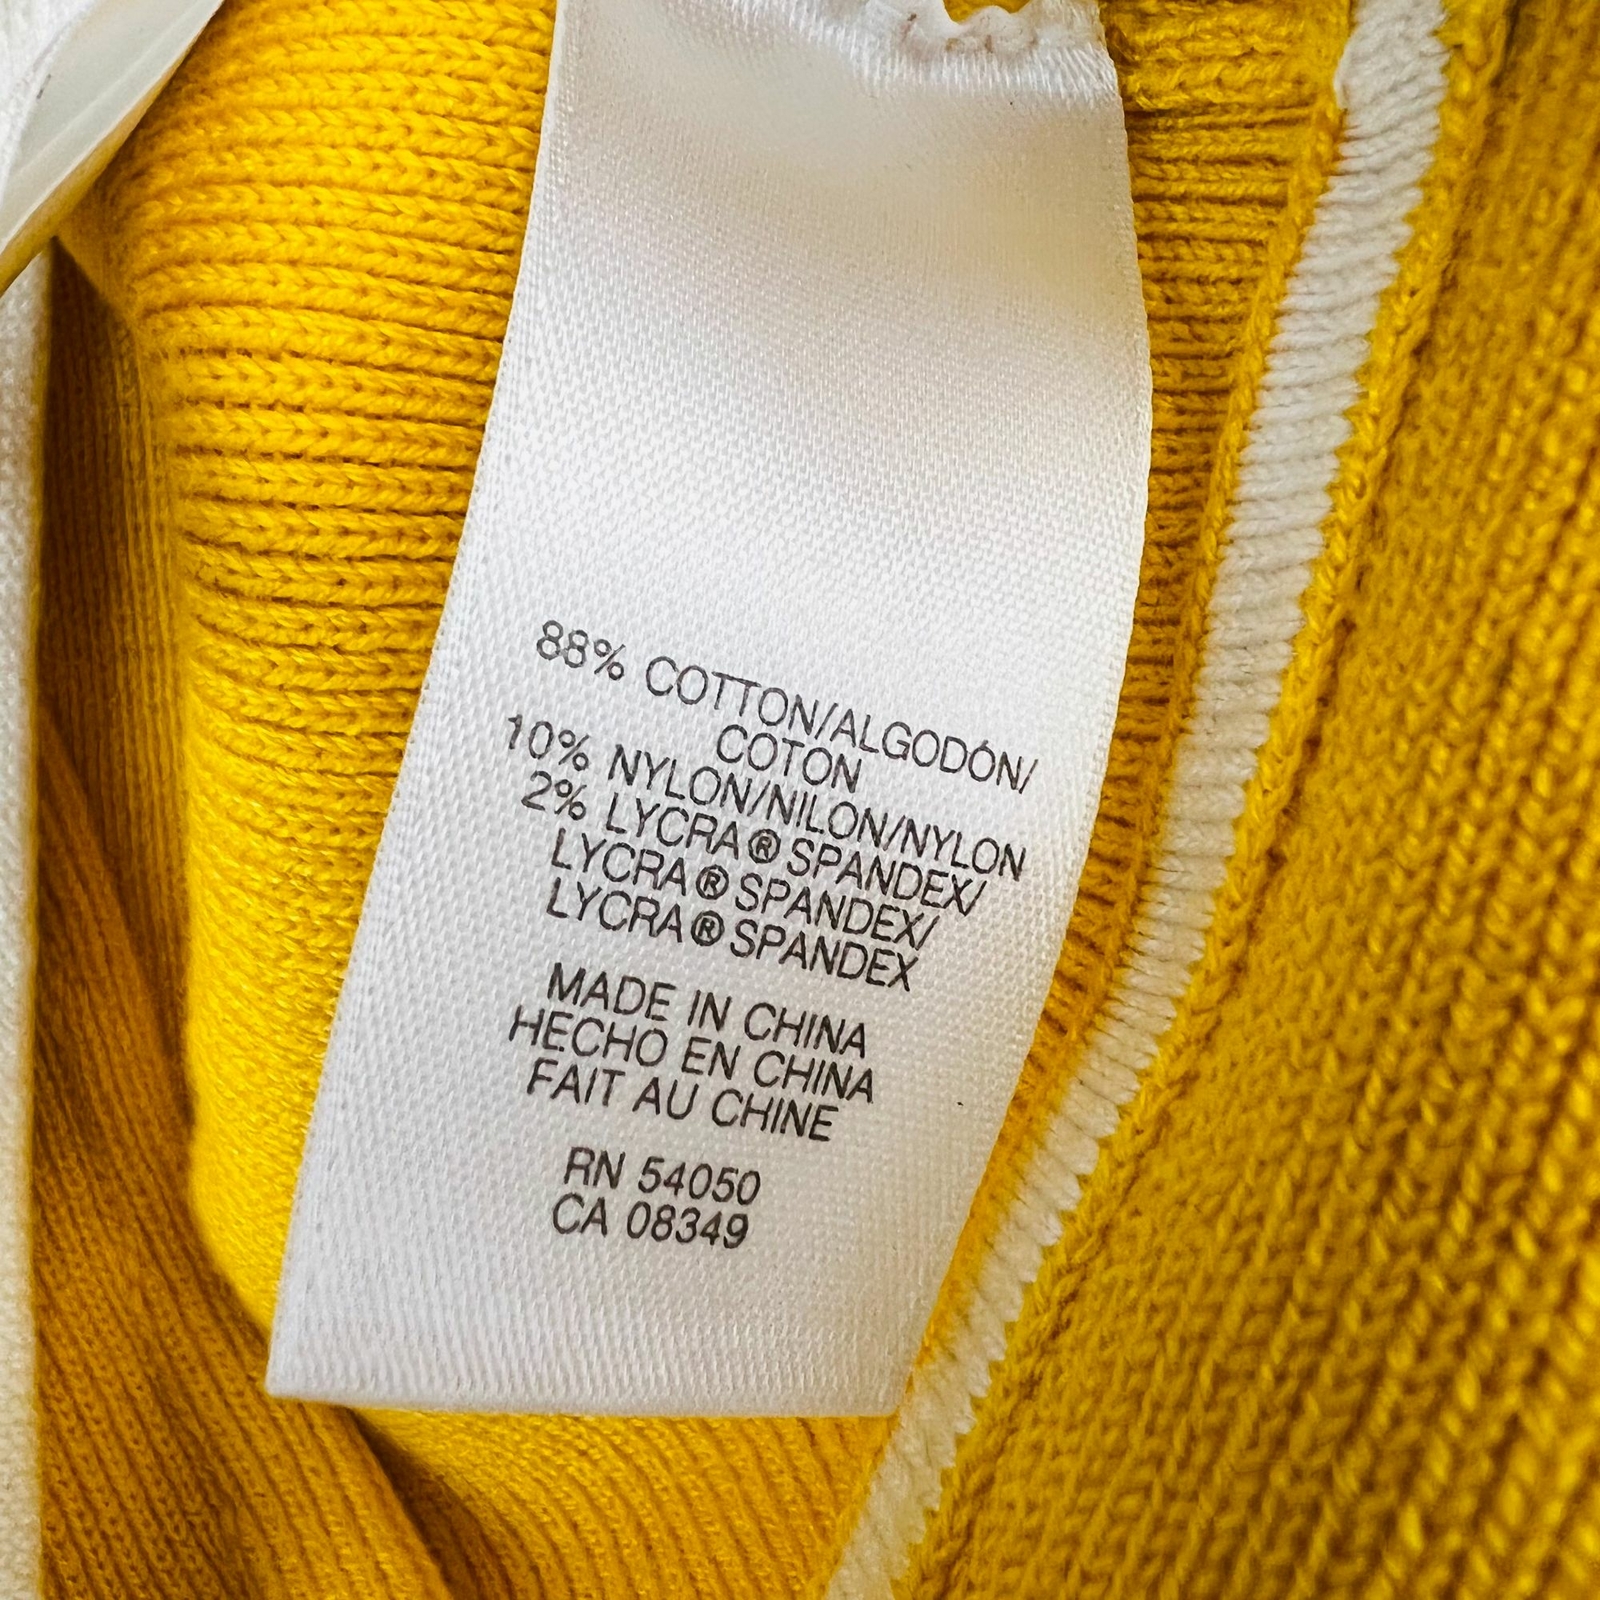 88% COTTON/ALGODÓN/
COTON
10% NYLON/NILON/NYLON
2% LYCRA® SPANDEX/
LYCRA® SPANDEX/
LYCRA® SPANDEX
MADE IN CHINA
HECHO EN CHINA
FAIT AU CHINE
RN 54050
CA 08349